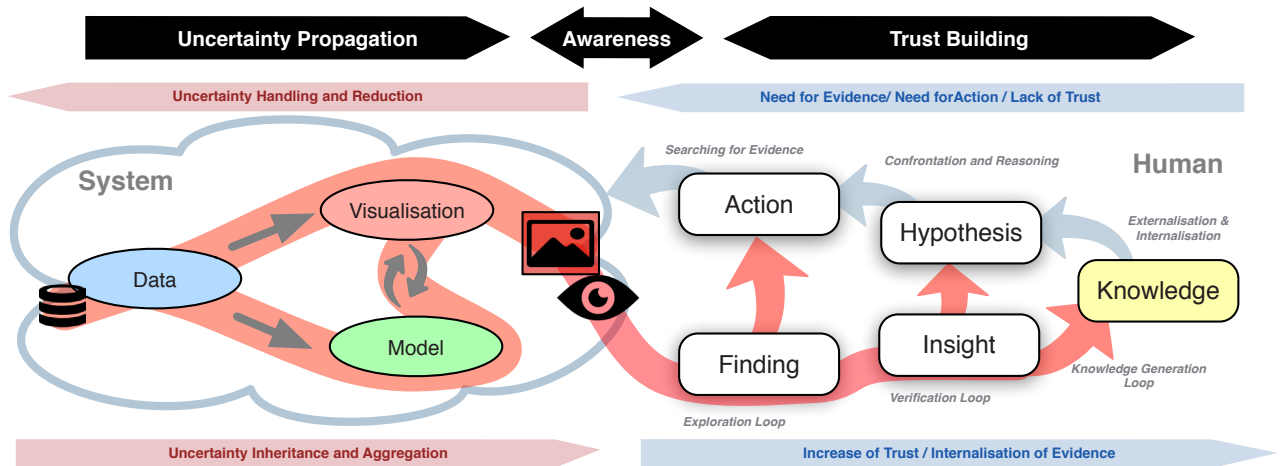 Uncertainty Propagation
Awareness
Trust Building
Uncertainty Handling and Reduction
Need for Evidence/ Need forAction / Lack of Trust
System
Human
Searching for Evidence
Confrontation and Reasoning
Externalisation &
Internalisation
Visualisation
Action
Hypothesis
Data
Knowledge
Model
Finding
Insight
Exploration Loop
Verification Loop
Knowledge Generation
Loop
Uncertainty Inheritance and Aggregation
Increase of Trust / Internalisation of Evidence